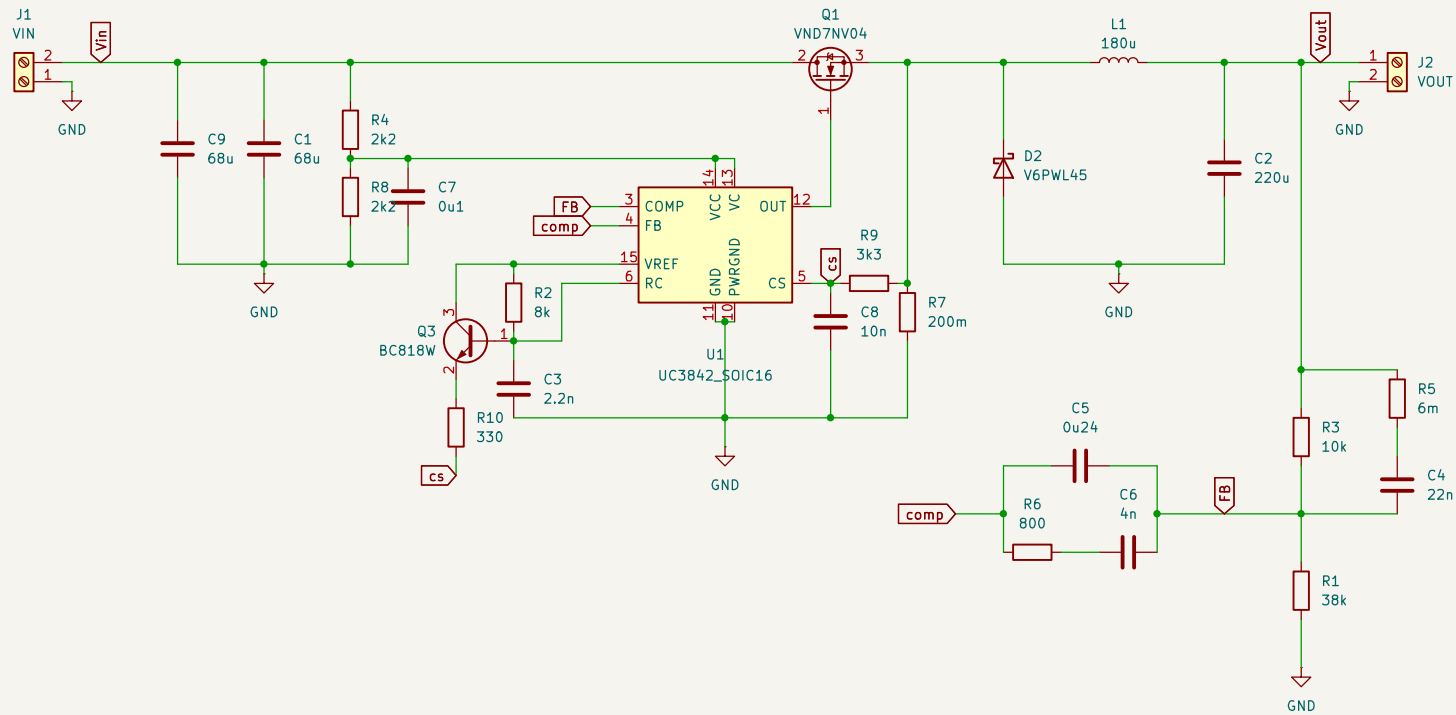 J1
VIN
2
1
GND
Vin
C9
68u
C1
68u
GND
R4
2k2
R8
2k2
C7
0u1
Q1
VND7NV04
2
3
1
L1
180u
Vout
1
2
J2
VOUT
GND
D2
V6PWL45
C2
220u
GND
FB
comp
3
4
15
6
COMP
FB
VREF
RC
14
13
VCC
VC
OUT
12
GND
PWRGND
CS
5
11
10
U1
UC3842_SOIC16
cs
R9
3k3
C8
10n
R7
200m
R2
8k
Q3
BC818W
3
1
2
C3
2.2n
R10
330
cs
GND
comp
C5
0u24
R6
800
C6
4n
FB
R3
10k
R5
6m
C4
22n
R1
38k
GND